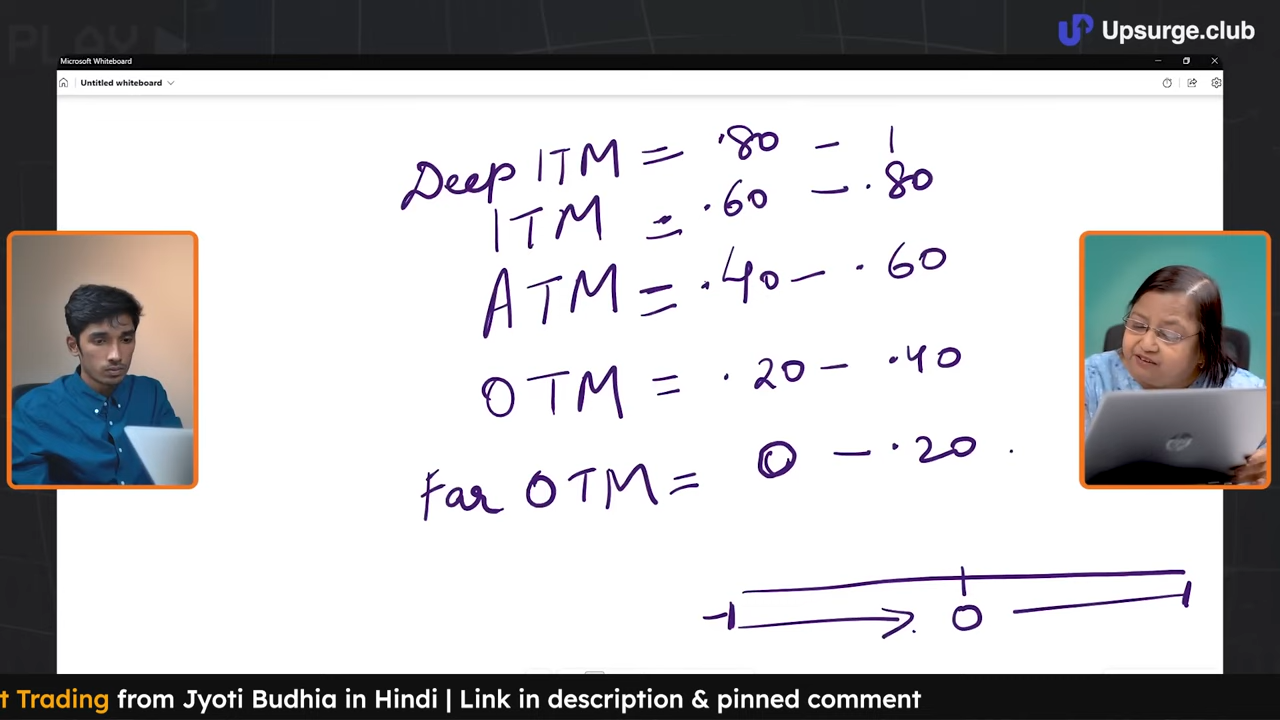 PLAY
Upsurge.club
Microsoft Whiteboard
Untitled whiteboard
Deep ITM = .80 - 1
ITM = .60 - .80
ATM = .40 - .60
OTM = .20 - .40
Far OTM = 0 - .20
-1 0 1
t Trading from Jyoti Budhia in Hindi | Link in description & pinned comment